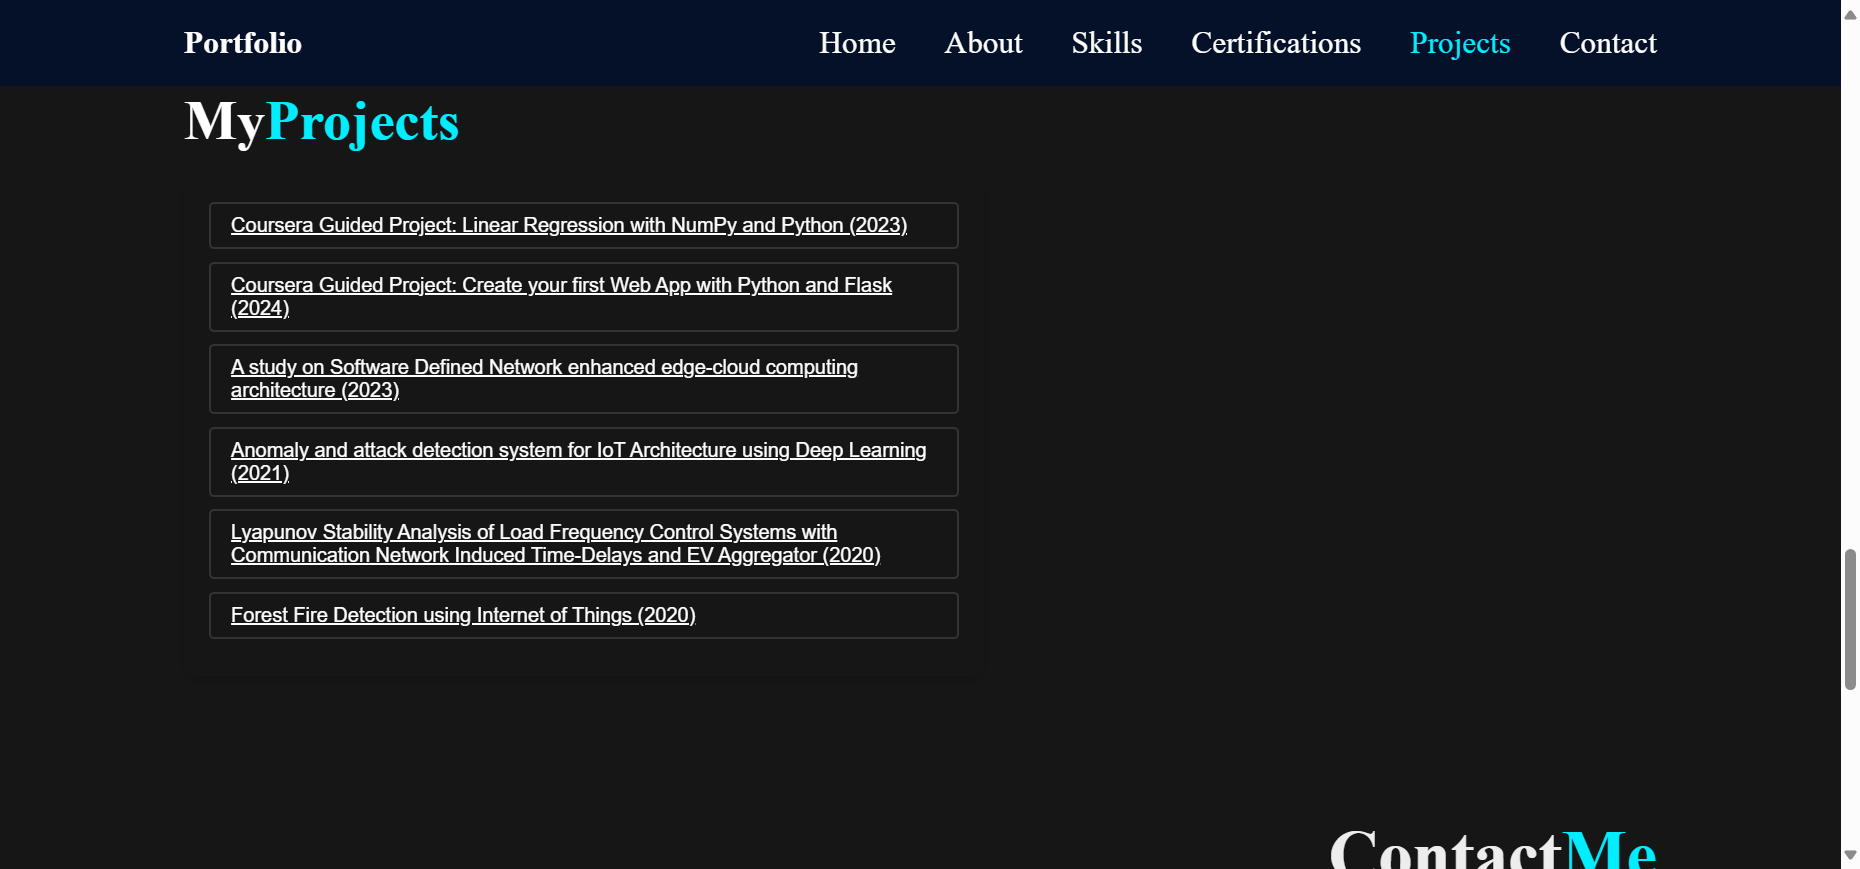 Portfolio
Home About Skills Certifications Projects Contact
MyProjects
Coursera Guided Project: Linear Regression with NumPy and Python (2023)
Coursera Guided Project: Create your first Web App with Python and Flask
(2024)
A study on Software Defined Network enhanced edge-cloud computing
architecture (2023)
Anomaly and attack detection system for IoT Architecture using Deep Learning
(2021)
Lyapunov Stability Analysis of Load Frequency Control Systems with
Communication Network Induced Time-Delays and EV Aggregator (2020)
Forest Fire Detection using Internet of Things (2020)
ContactMe